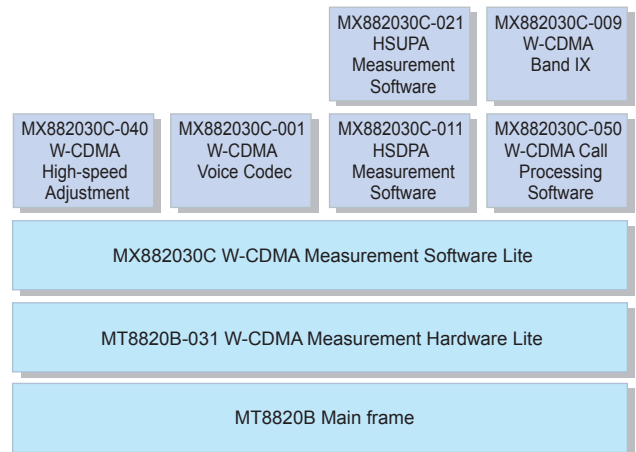 MX882030C-021
HSUPA
Measurement
Software
MX882030C-009
W-CDMA
Band IX
MX882030C-040
W-CDMA
High-speed
Adjustment
MX882030C-001
W-CDMA
Voice Codec
MX882030C-011
HSDPA
Measurement
Software
MX882030C-050
W-CDMA Call
Processing
Software
MX882030C W-CDMA Measurement Software Lite
MT8820B-031 W-CDMA Measurement Hardware Lite
MT8820B Main frame